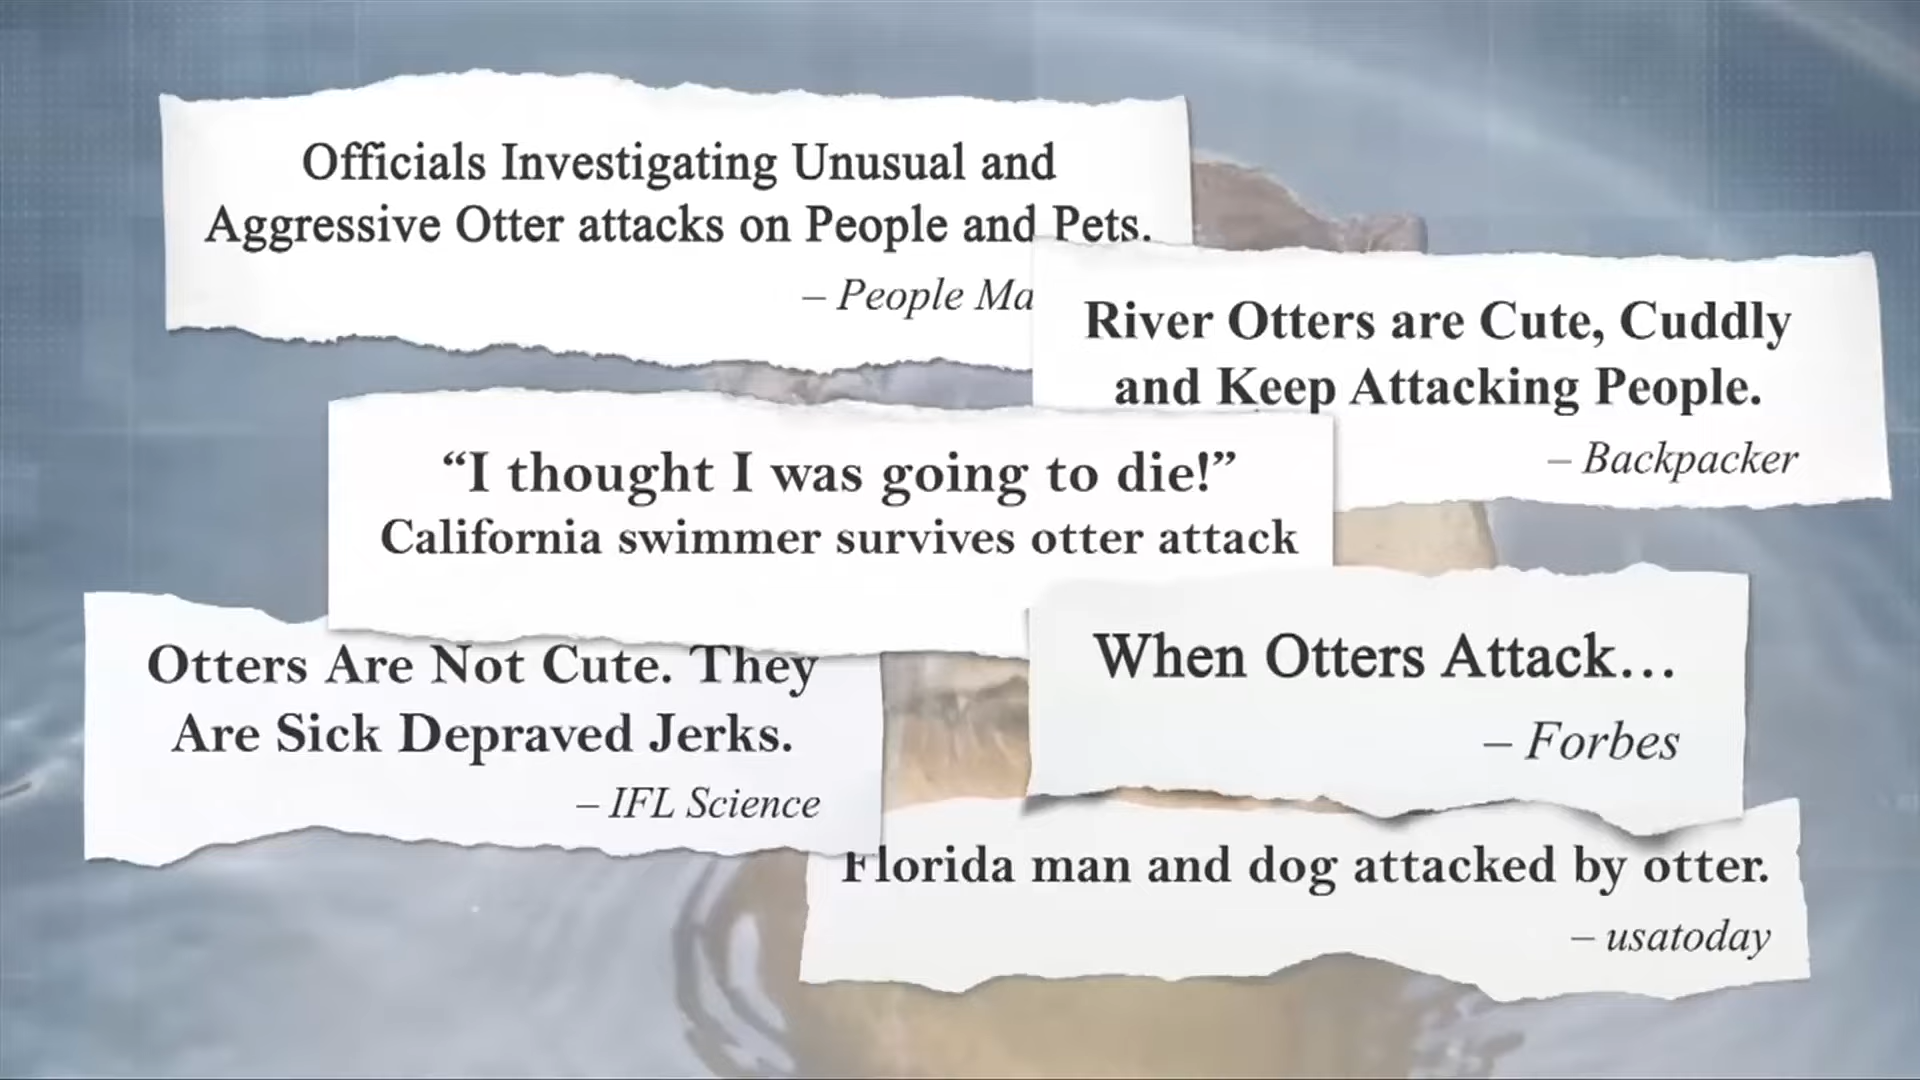 Officials Investigating Unusual and
Aggressive Otter attacks on People and Pets.
– People Ma
River Otters are Cute, Cuddly
and Keep Attacking People.
– Backpacker
“I thought I was going to die!”
California swimmer survives otter attack
Otters Are Not Cute. They
Are Sick Depraved Jerks.
– IFL Science
When Otters Attack…
– Forbes
Florida man and dog attacked by otter.
– usatoday